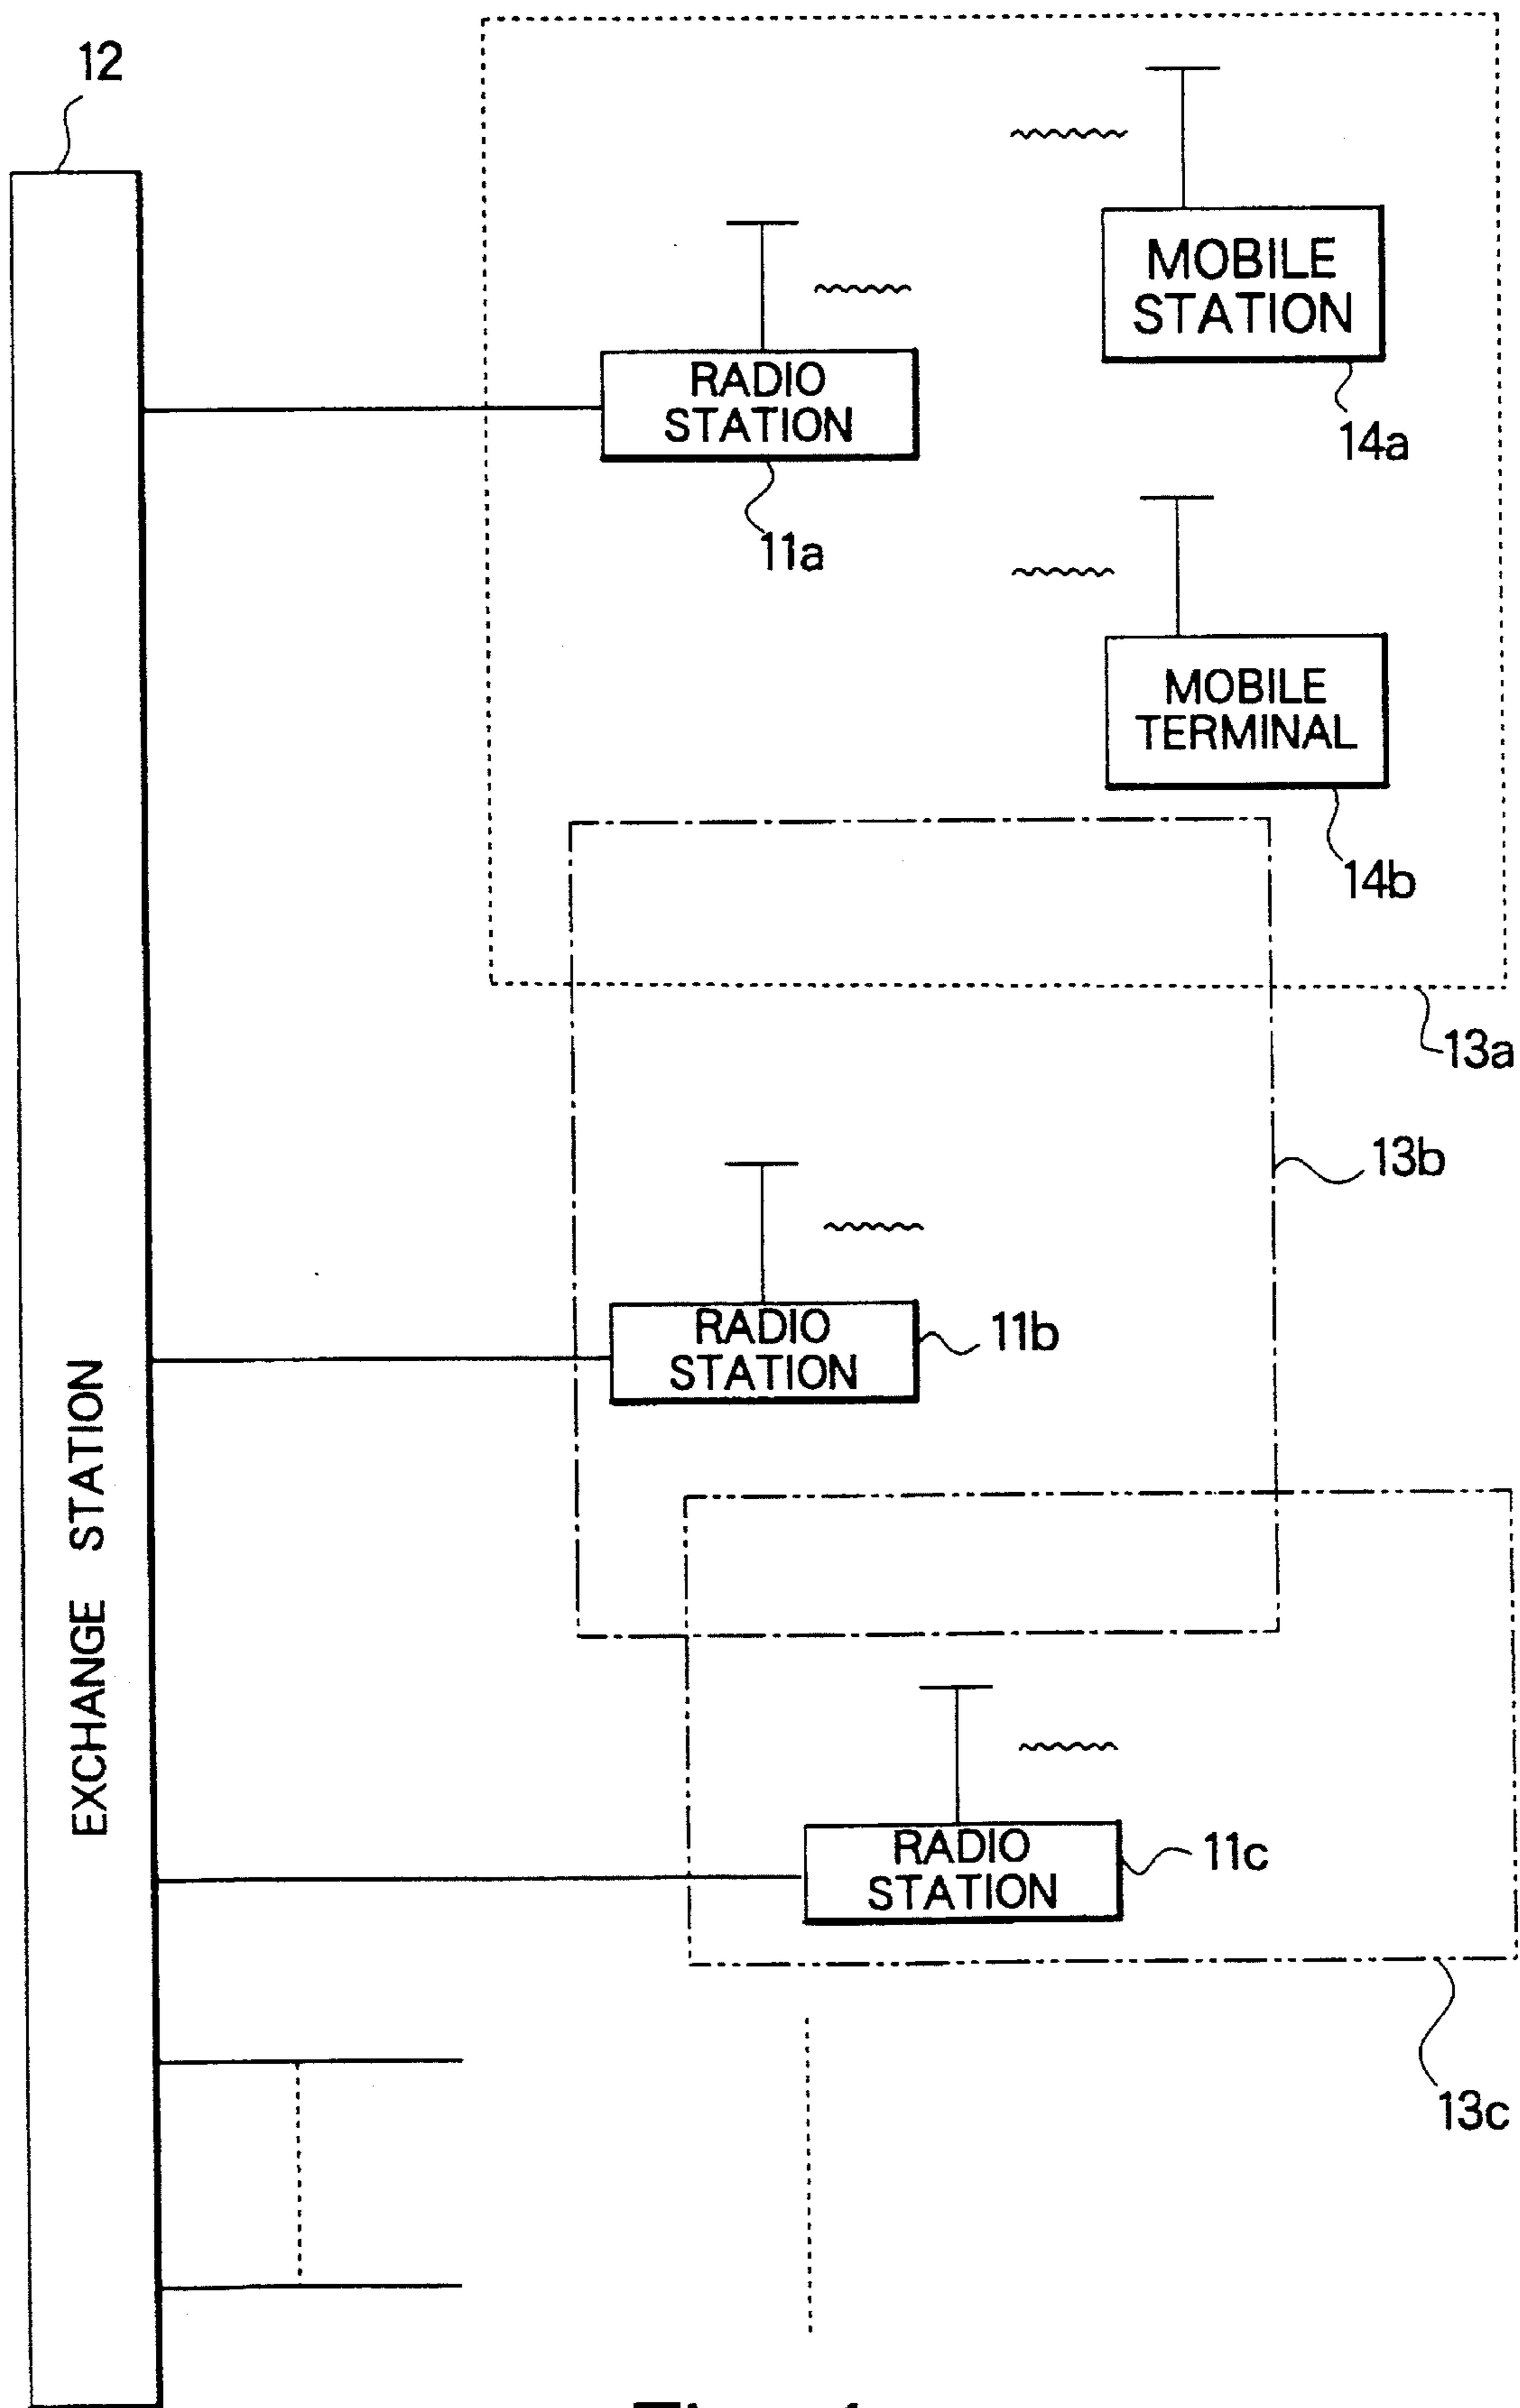 12
MOBILE
STATION
14a
RADIO
STATION
11a
MOBILE
TERMINAL
14b
13a
13b
RADIO
STATION
11b
EXCHANGE STATION
RADIO
STATION
11c
13c